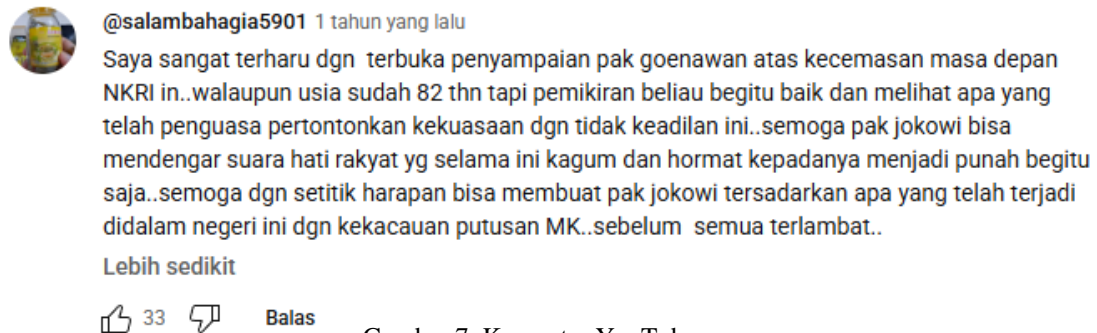 @salambahagia5901 1 tahun yang lalu
Saya sangat terharu dgn terbuka penyampaian pak goenawan atas kecemasan masa depan
NKRI in..walaupun usia sudah 82 thn tapi pemikiran beliau begitu baik dan melihat apa yang
telah penguasa pertontonkan kekuasaan dgn tidak keadilan ini..semoga pak jokowi bisa
mendengar suara hati rakyat yg selama ini kagum dan hormat kepadanya menjadi punah begitu
saja..semoga dgn setitik harapan bisa membuat pak jokowi tersadarkan apa yang telah terjadi
didalam negeri ini dgn kekacauan putusan MK..sebelum semua terlambat..
Lebih sedikit
33 Balas